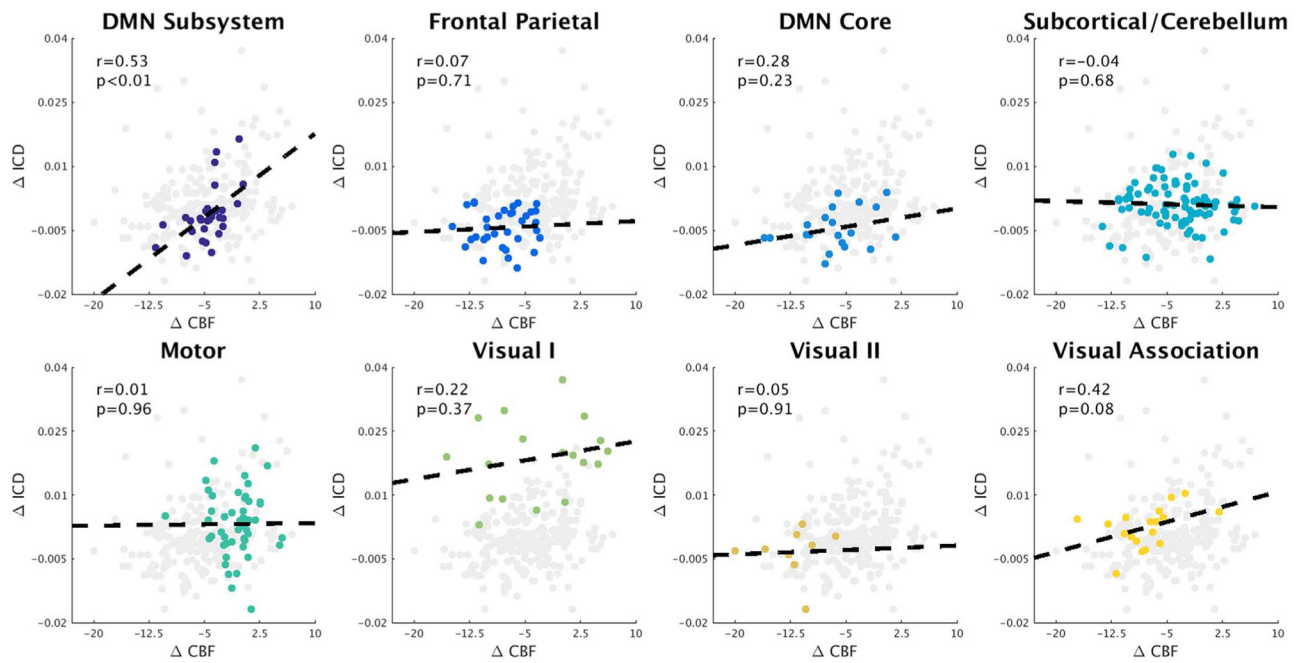 DMN Subsystem
Frontal Parietal
DMN Core
Subcortical/Cerebellum
0.04
r=0.53
p<0.01
0.025
0.01
-0.005
-0.02
Δ ICD
-20 -12.5 -5 2.5 10
Δ CBF
0.04
r=0.07
p=0.71
0.025
0.01
-0.005
-0.02
Δ ICD
-20 -12.5 -5 2.5 10
Δ CBF
0.04
r=0.28
p=0.23
0.025
0.01
-0.005
-0.02
Δ ICD
-20 -12.5 -5 2.5 10
Δ CBF
0.04
r=-0.04
p=0.68
0.025
0.01
-0.005
-0.02
Δ ICD
-20 -12.5 -5 2.5 10
Δ CBF
Motor
Visual I
Visual II
Visual Association
0.04
r=0.01
p=0.96
0.025
0.01
-0.005
-0.02
Δ ICD
-20 -12.5 -5 2.5 10
Δ CBF
0.04
r=0.22
p=0.37
0.025
0.01
-0.005
-0.02
Δ ICD
-20 -12.5 -5 2.5 10
Δ CBF
0.04
r=0.05
p=0.91
0.025
0.01
-0.005
-0.02
Δ ICD
-20 -12.5 -5 2.5 10
Δ CBF
0.04
r=0.42
p=0.08
0.025
0.01
-0.005
-0.02
Δ ICD
-20 -12.5 -5 2.5 10
Δ CBF